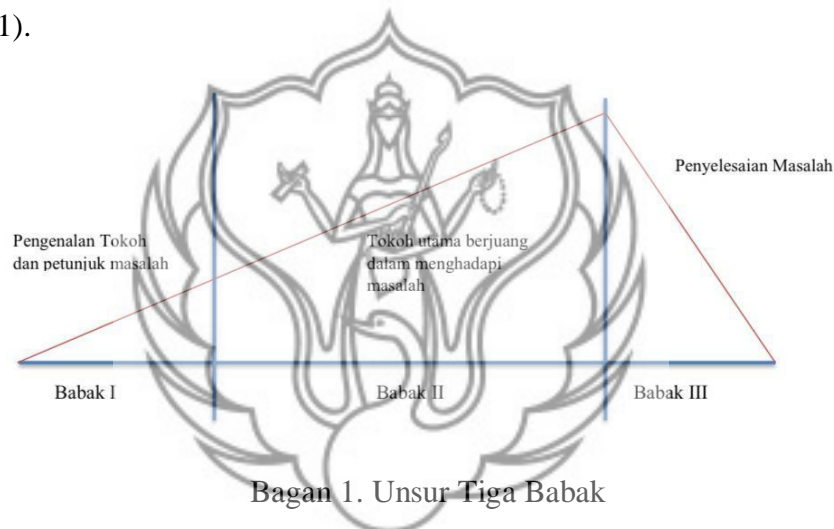 1).
Penyelesaian Masalah
Pengenalan Tokoh
dan petunjuk masalah
Tokoh utama berjuang
dalam menghadapi
masalah
Babak I
Babak II
Babak III
Bagan 1. Unsur Tiga Babak